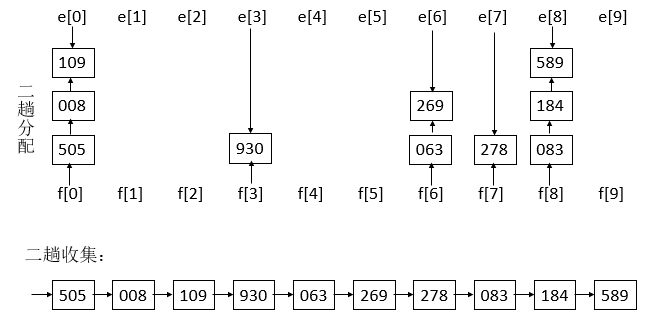 e[0] e[1] e[2] e[3] e[4] e[5] e[6] e[7] e[8] e[9]
109 589
008 269 184
二趟分配
505 930 063 278 083
f[0] f[1] f[2] f[3] f[4] f[5] f[6] f[7] f[8] f[9]
二趟收集：
505 008 109 930 063 269 278 083 184 589